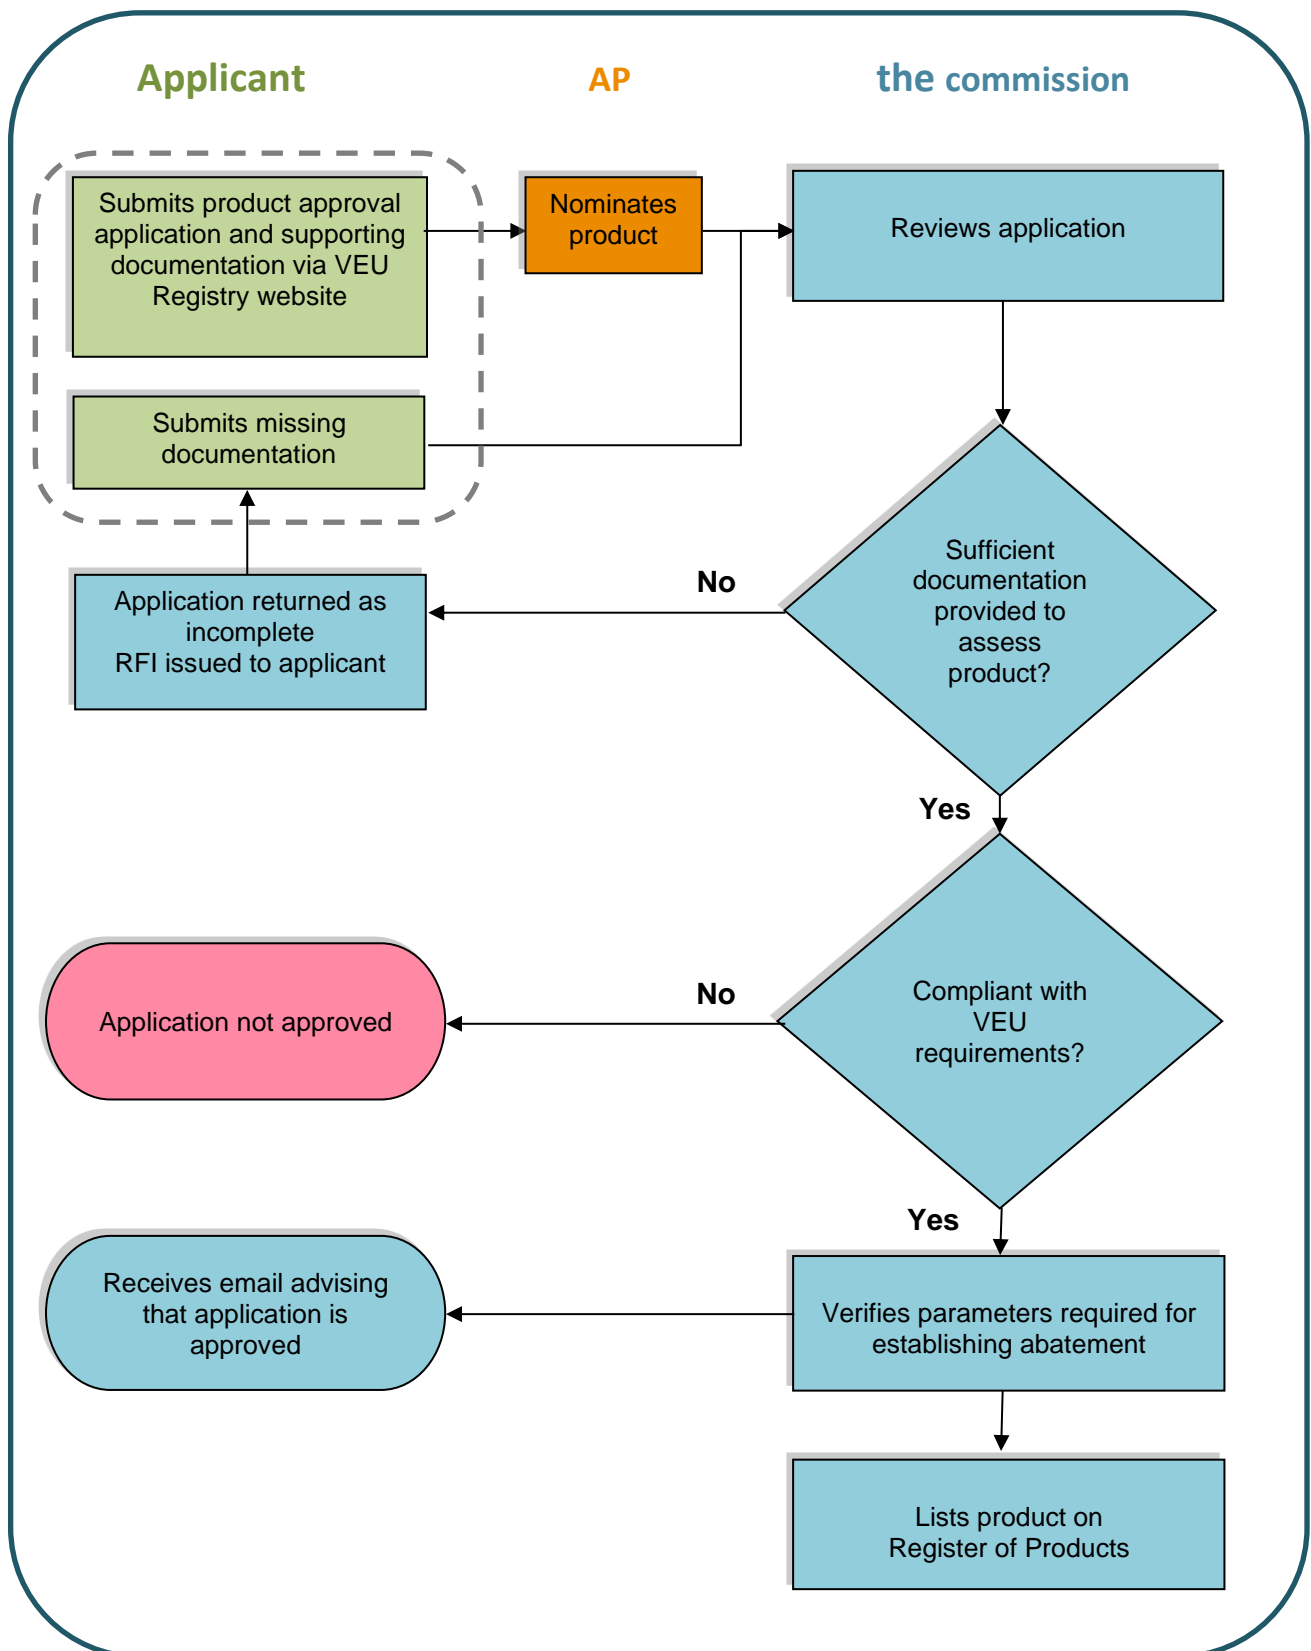 Applicant
AP
the commission
Submits product approval
application and supporting
documentation via VEU
Registry website
Nominates
product
Reviews application
Submits missing
documentation
Sufficient
documentation
provided to
assess
product?
No
Application returned as
incomplete
RFI issued to applicant
Yes
Compliant with
VEU
requirements?
No
Application not approved
Yes
Receives email advising
that application is
approved
Verifies parameters required for
establishing abatement
Lists product on
Register of Products